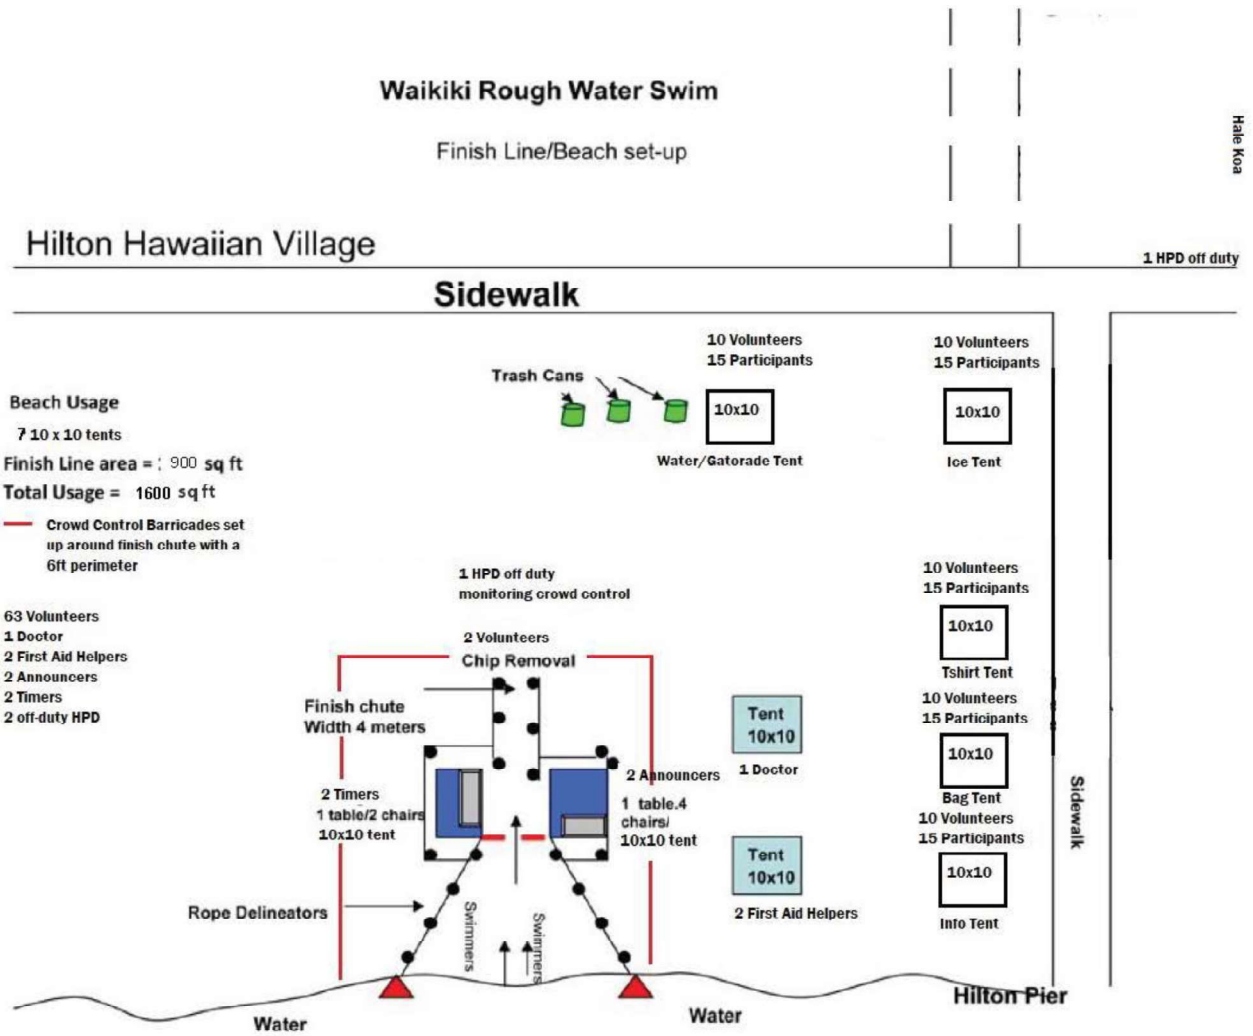 Waikiki Rough Water Swim
Finish Line/Beach set-up
Hale Koa
Hilton Hawaiian Village
1 HPD off duty
Sidewalk
10 Volunteers
15 Participants
10 Volunteers
15 Participants
Trash Cans
10x10
10x10
Water/Gatorade Tent
Ice Tent
Beach Usage
7 10 x 10 tents
Finish Line area = : 900 sq ft
Total Usage = 1600 sq ft
Crowd Control Barricades set
up around finish chute with a
6ft perimeter
63 Volunteers
1 Doctor
2 First Aid Helpers
2 Announcers
2 Timers
2 off-duty HPD
1 HPD off duty
monitoring crowd control
2 Volunteers
Chip Removal
Finish chute
Width 4 meters
2 Timers
1 table/2 chairs
10x10 tent
2 Announcers
1 table.4
chairs/
10x10 tent
Rope Delineators
Swimmers
Swimmers
Tent
10x10
1 Doctor
Tent
10x10
2 First Aid Helpers
10 Volunteers
15 Participants
10x10
Tshirt Tent
10 Volunteers
15 Participants
10x10
Bag Tent
10 Volunteers
15 Participants
10x10
Info Tent
Sidewalk
Hilton Pier
Water
Water